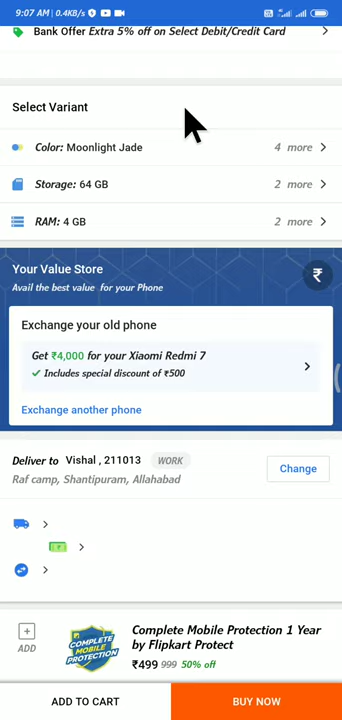 9:07 AM | 0.4KB/s
Bank Offer Extra 5% off on Select Debit/Credit Card
Select Variant
Color: Moonlight Jade 4 more
Storage: 64 GB 2 more
RAM: 4 GB 2 more
Your Value Store
Avail the best value for your Phone
₹
Exchange your old phone
Get ₹4,000 for your Xiaomi Redmi 7
Includes special discount of ₹500
Exchange another phone
Deliver to Vishal , 211013 WORK
Change
Raf camp, Shantipuram, Allahabad
ADD
COMPLETE MOBILE PROTECTION
Complete Mobile Protection 1 Year
by Flipkart Protect
₹499 999 50% off
ADD TO CART
BUY NOW